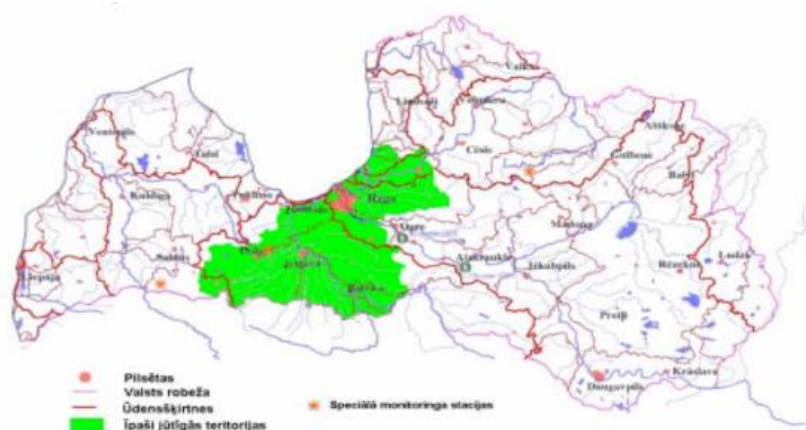 Valka
Limbaži
Valmiera
Ventspils
Talsi
Cēsis
Alūksne
Gulbene
Balvi
Kuldīga
Tukums
Rīga
Jūrmala
Ogre
Madona
Saldus
Dobele
Jelgava
Aizkraukle
Jēkabpils
Rēzekne
Ludza
Liepāja
Bauska
Preiļi
Krāslava
Daugavpils
Pilsētas
Valsts robeža
Ūdensšķirtnes
Speciālā monitoringa stacijas
Īpaši jūtīgās teritorijas